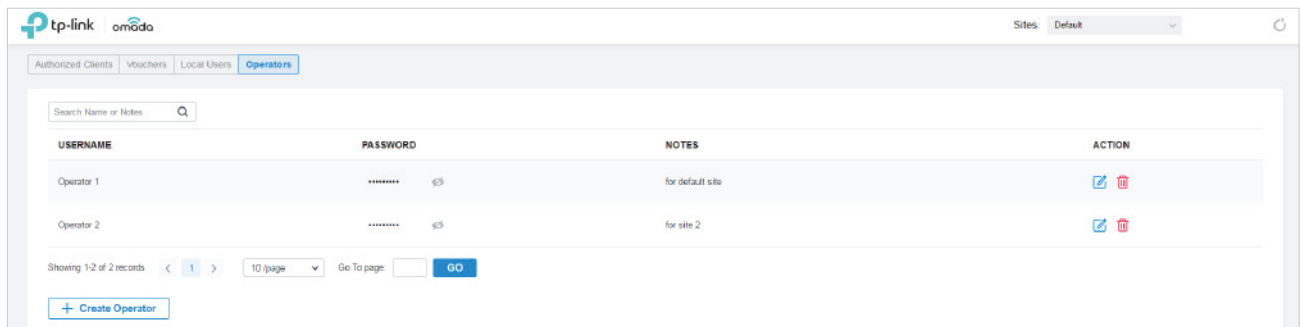 tp-link omada Sites: Default
Authorized Clients Vouchers Local Users Operators
Search Name or Notes
USERNAME PASSWORD NOTES ACTION
Operator 1 ••••••••• for default site
Operator 2 ••••••••• for site 2
Showing 1-2 of 2 records < 1 > 10 /page Go To page: GO
+ Create Operator